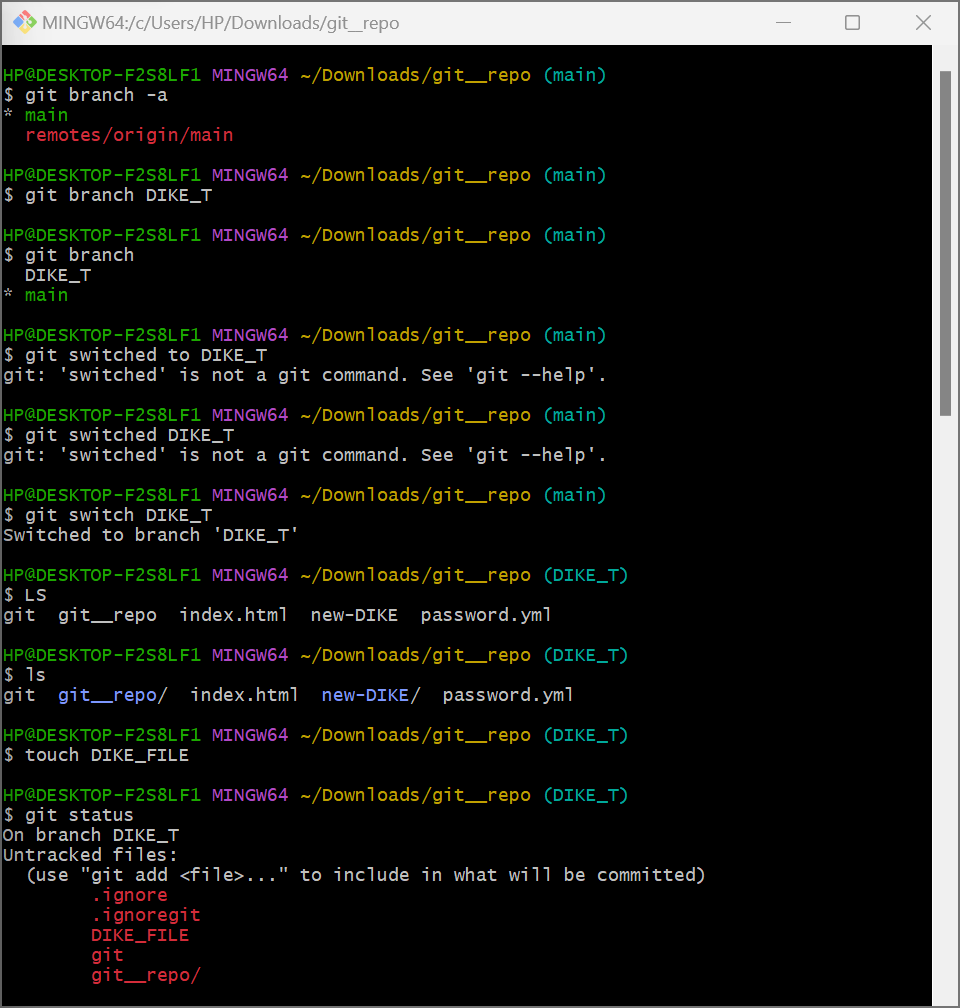 MINGW64:/c/Users/HP/Downloads/git__repo
HP@DESKTOP-F2S8LF1 MINGW64 ~/Downloads/git__repo (main)
$ git branch -a
* main
  remotes/origin/main
HP@DESKTOP-F2S8LF1 MINGW64 ~/Downloads/git__repo (main)
$ git branch DIKE_T
HP@DESKTOP-F2S8LF1 MINGW64 ~/Downloads/git__repo (main)
$ git branch
  DIKE_T
* main
HP@DESKTOP-F2S8LF1 MINGW64 ~/Downloads/git__repo (main)
$ git switched to DIKE_T
git: 'switched' is not a git command. See 'git --help'.
HP@DESKTOP-F2S8LF1 MINGW64 ~/Downloads/git__repo (main)
$ git switched DIKE_T
git: 'switched' is not a git command. See 'git --help'.
HP@DESKTOP-F2S8LF1 MINGW64 ~/Downloads/git__repo (main)
$ git switch DIKE_T
Switched to branch 'DIKE_T'
HP@DESKTOP-F2S8LF1 MINGW64 ~/Downloads/git__repo (DIKE_T)
$ LS
git  git__repo  index.html  new-DIKE  password.yml
HP@DESKTOP-F2S8LF1 MINGW64 ~/Downloads/git__repo (DIKE_T)
$ ls
git  git__repo/  index.html  new-DIKE/  password.yml
HP@DESKTOP-F2S8LF1 MINGW64 ~/Downloads/git__repo (DIKE_T)
$ touch DIKE_FILE
HP@DESKTOP-F2S8LF1 MINGW64 ~/Downloads/git__repo (DIKE_T)
$ git status
On branch DIKE_T
Untracked files:
  (use "git add <file>..." to include in what will be committed)
        .ignore
        .ignoregit
        DIKE_FILE
        git
        git__repo/